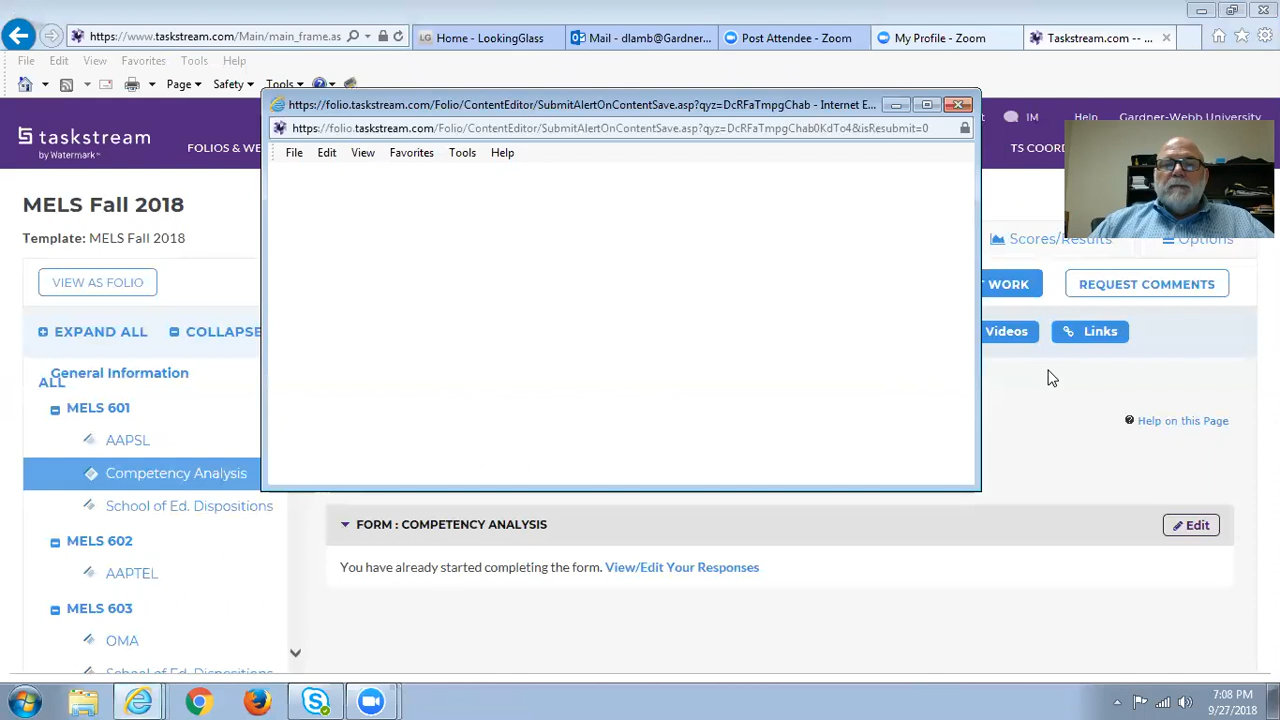 https://www.taskstream.com/Main/main_frame.as
Home - LookingGlass
Mail - dlamb@Gardner...
Post Attendee - Zoom
My Profile - Zoom
Taskstream.com -- ...
File Edit View Favorites Tools Help
Page Safety Tools
https://folio.taskstream.com/Folio/ContentEditor/SubmitAlertOnContentSave.asp?qyz=DcRFaTmpgChab - Internet E...
https://folio.taskstream.com/Folio/ContentEditor/SubmitAlertOnContentSave.asp?qyz=DcRFaTmpgChab0KdTo4&isResubmit=0
File Edit View Favorites Tools Help
taskstream
by Watermark™
FOLIOS & WE
IM Help Gardner-Webb University
TS COORD
MELS Fall 2018
Template: MELS Fall 2018
Scores/Results Options
VIEW AS FOLIO
T WORK
REQUEST COMMENTS
EXPAND ALL COLLAPSE ALL
Videos Links
General Information
MELS 601
AAPSL
Help on this Page
Competency Analysis
School of Ed. Dispositions
FORM : COMPETENCY ANALYSIS
Edit
MELS 602
You have already started completing the form. View/Edit Your Responses
AAPTEL
MELS 603
OMA
School of Ed. Dispositions
7:08 PM
9/27/2018